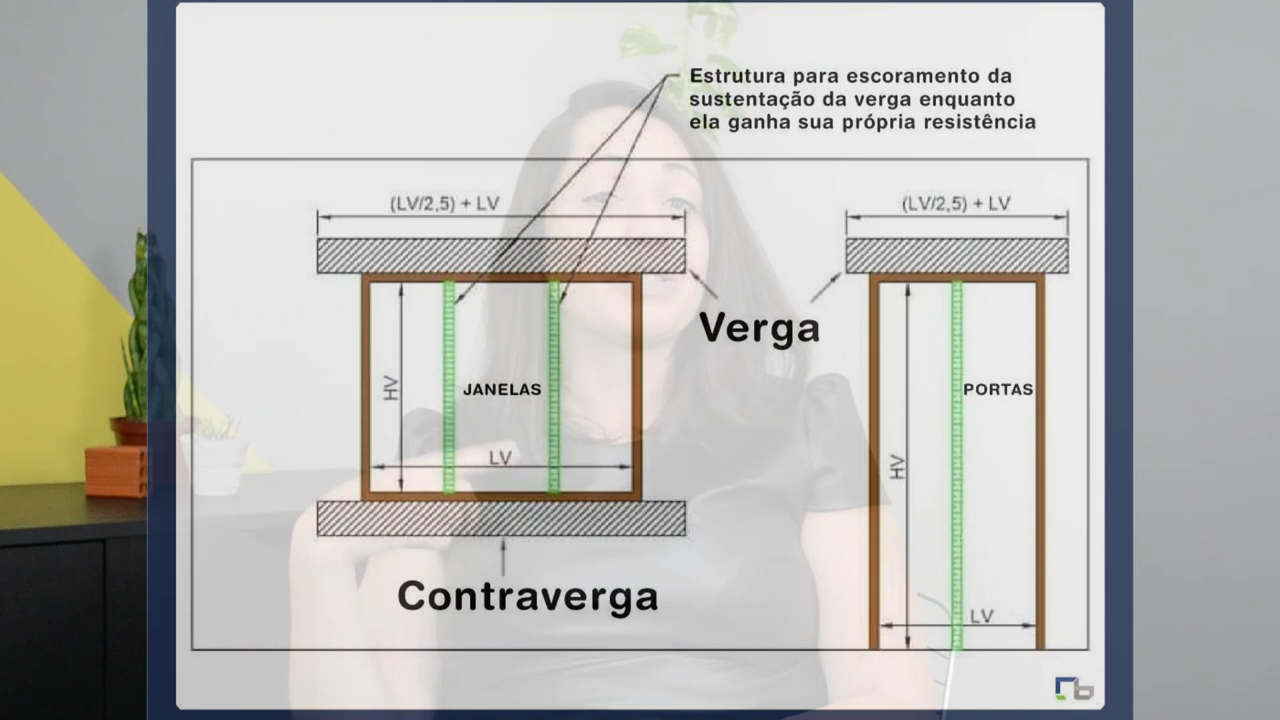 Estrutura para escoramento da
sustentação da verga enquanto
ela ganha sua própria resistência
(LV/2,5) + LV
(LV/2,5) + LV
Verga
HV
JANELAS
PORTAS
LV
HV
Contraverga
LV